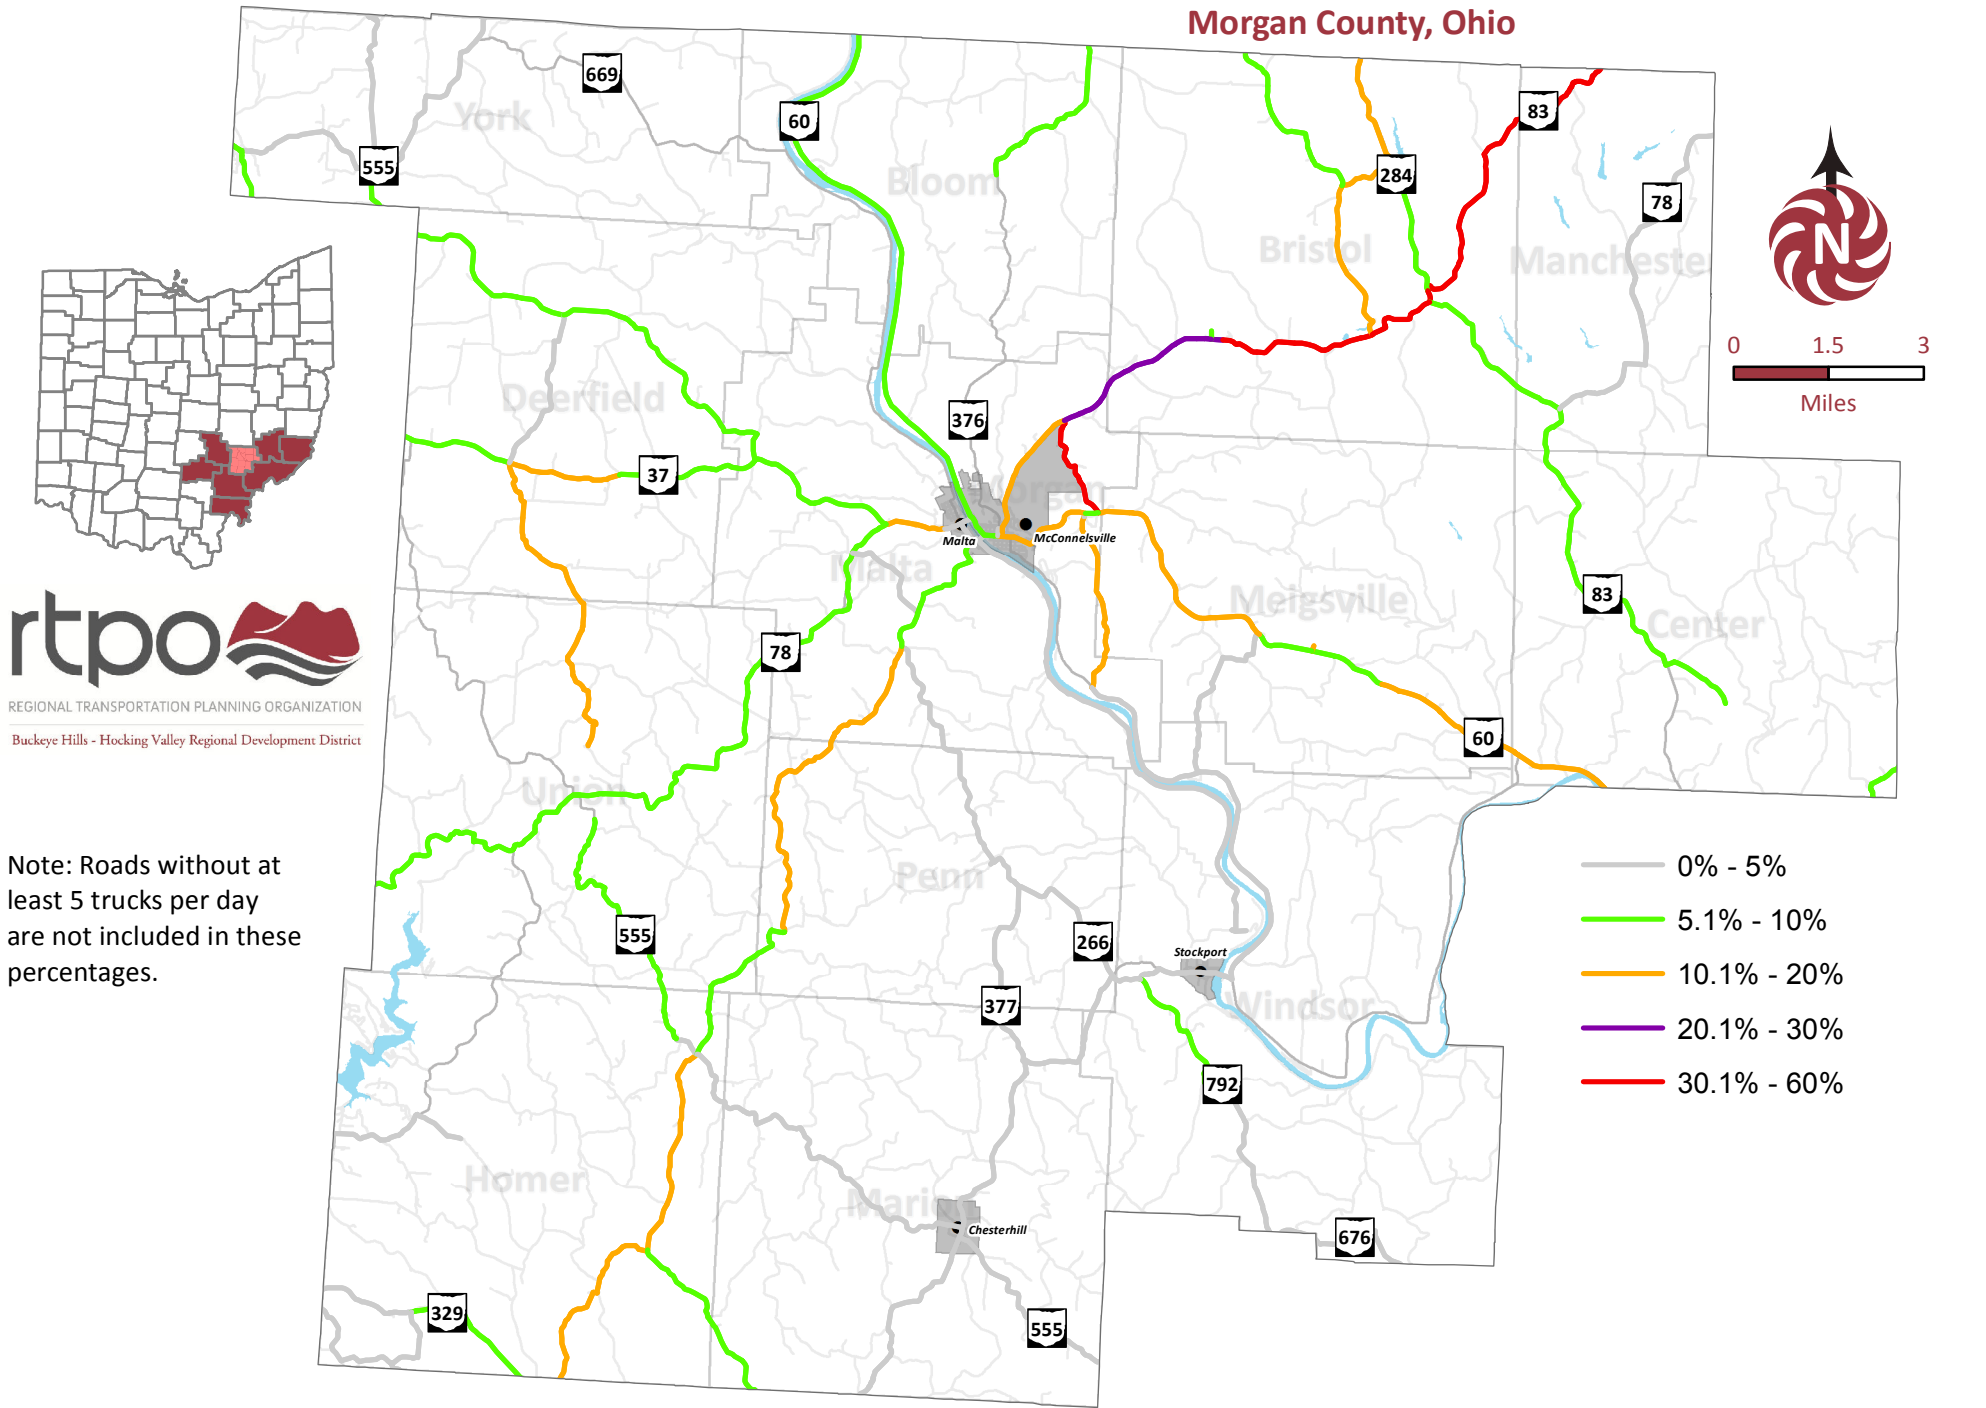 Morgan County, Ohio
669
60
83
York
555
284
Bloom
78
N
Bristol
Manchester
0 1.5 3
Miles
Deerfield
376
37
Morgan
Malta
McConnelsville
Malta
Meigsville
83
Center
78
60
rtpo
REGIONAL TRANSPORTATION PLANNING ORGANIZATION
Buckeye Hills - Hocking Valley Regional Development District
Union
Note: Roads without at
least 5 trucks per day
are not included in these
percentages.
Penn
555
266
Stockport
377
Windsor
792
0% - 5%
5.1% - 10%
10.1% - 20%
20.1% - 30%
30.1% - 60%
Homer
Marion
Chesterhill
676
329
555